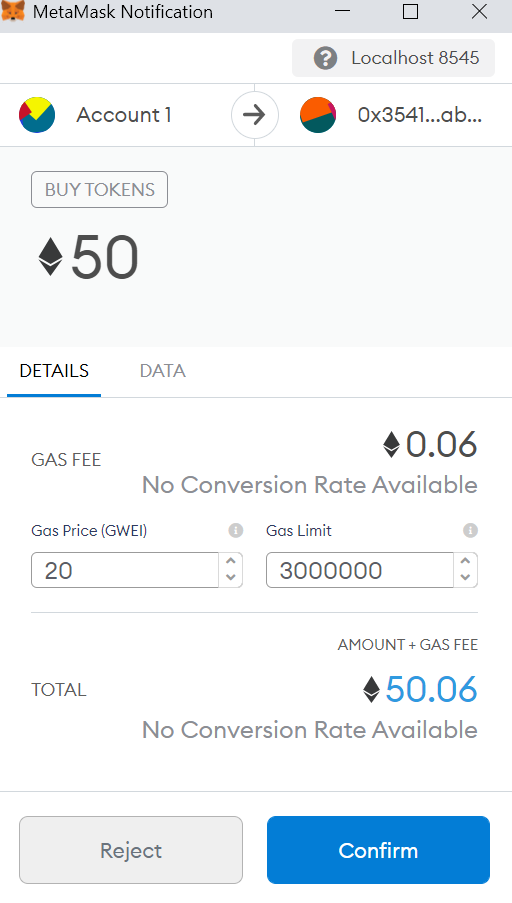 MetaMask Notification
Localhost 8545
Account 1
0x3541...ab...
BUY TOKENS
50
DETAILS DATA
0.06
GAS FEE
No Conversion Rate Available
Gas Price (GWEI) Gas Limit
20 3000000
AMOUNT + GAS FEE
TOTAL 50.06
No Conversion Rate Available
Reject Confirm